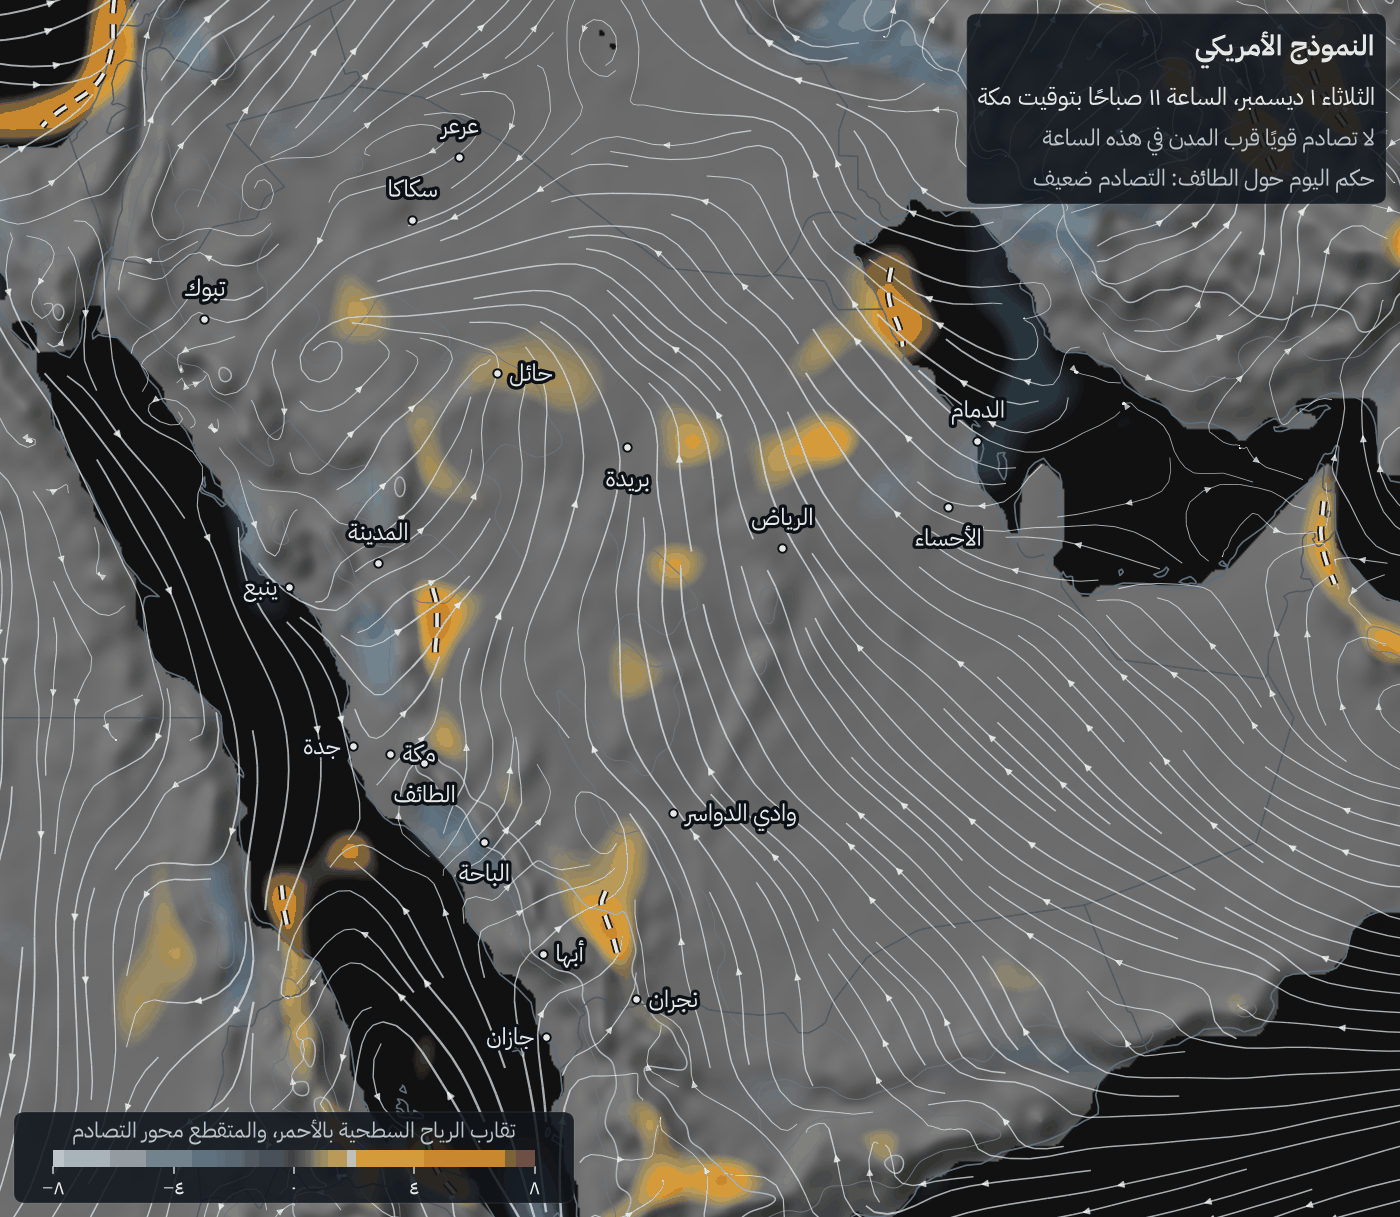 النموذج الأمريكي
الثلاثاء ١ ديسمبر، الساعة ١١ صباحًا بتوقيت مكة
لا تصادم قويًا قرب المدن في هذه الساعة
حكم اليوم حول الطائف: التصادم ضعيف
عرعر
سكاكا
تبوك
حائل
الدمام
بريدة
الرياض
الأحساء
المدينة
ينبع
جدة
مكة
الطائف
وادي الدواسر
الباحة
أبها
نجران
جازان
تقارب الرياح السطحية بالأحمر، والمتقطع محور التصادم
−٨ −٤ ٠ ٤ ٨